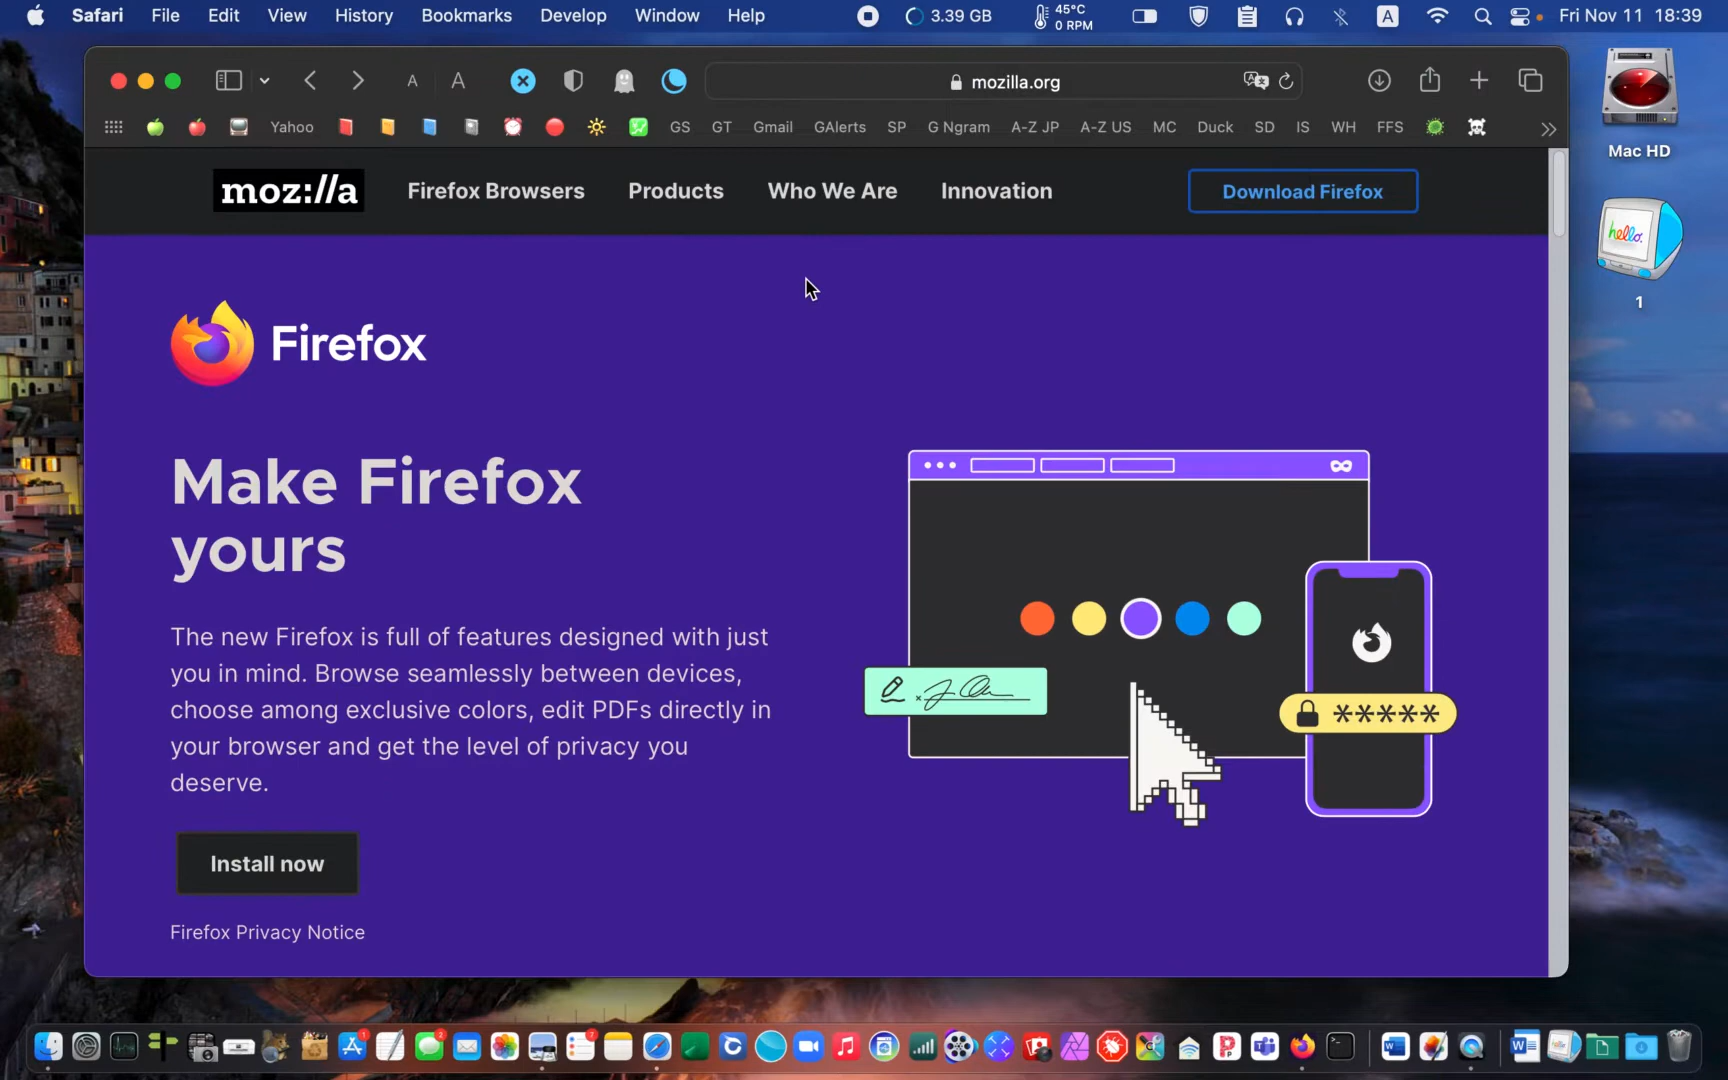 Safari File Edit View History Bookmarks Develop Window Help 3.39 GB 45°C 0 RPM A Fri Nov 11 18:39
A A mozilla.org
Yahoo GS GT Gmail GAlerts SP G Ngram A-Z JP A-Z US MC Duck SD IS WH FFS
moz://a Firefox Browsers Products Who We Are Innovation Download Firefox
Mac HD
hello.
1
Firefox
Make Firefox
yours
The new Firefox is full of features designed with just
you in mind. Browse seamlessly between devices,
choose among exclusive colors, edit PDFs directly in
your browser and get the level of privacy you
deserve.
*****
Install now
Firefox Privacy Notice